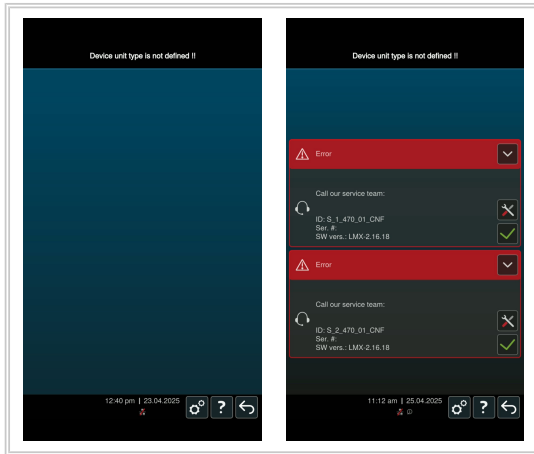 Device unit type is not defined !!
12:40 pm | 23.04.2025
?
Device unit type is not defined !!
Error
Call our service team:
ID: S_1_470_01_CNF
Ser. #:
SW vers.: LMX-2.16.18
Error
Call our service team:
ID: S_2_470_01_CNF
Ser. #:
SW vers.: LMX-2.16.18
11:12 am | 25.04.2025
?